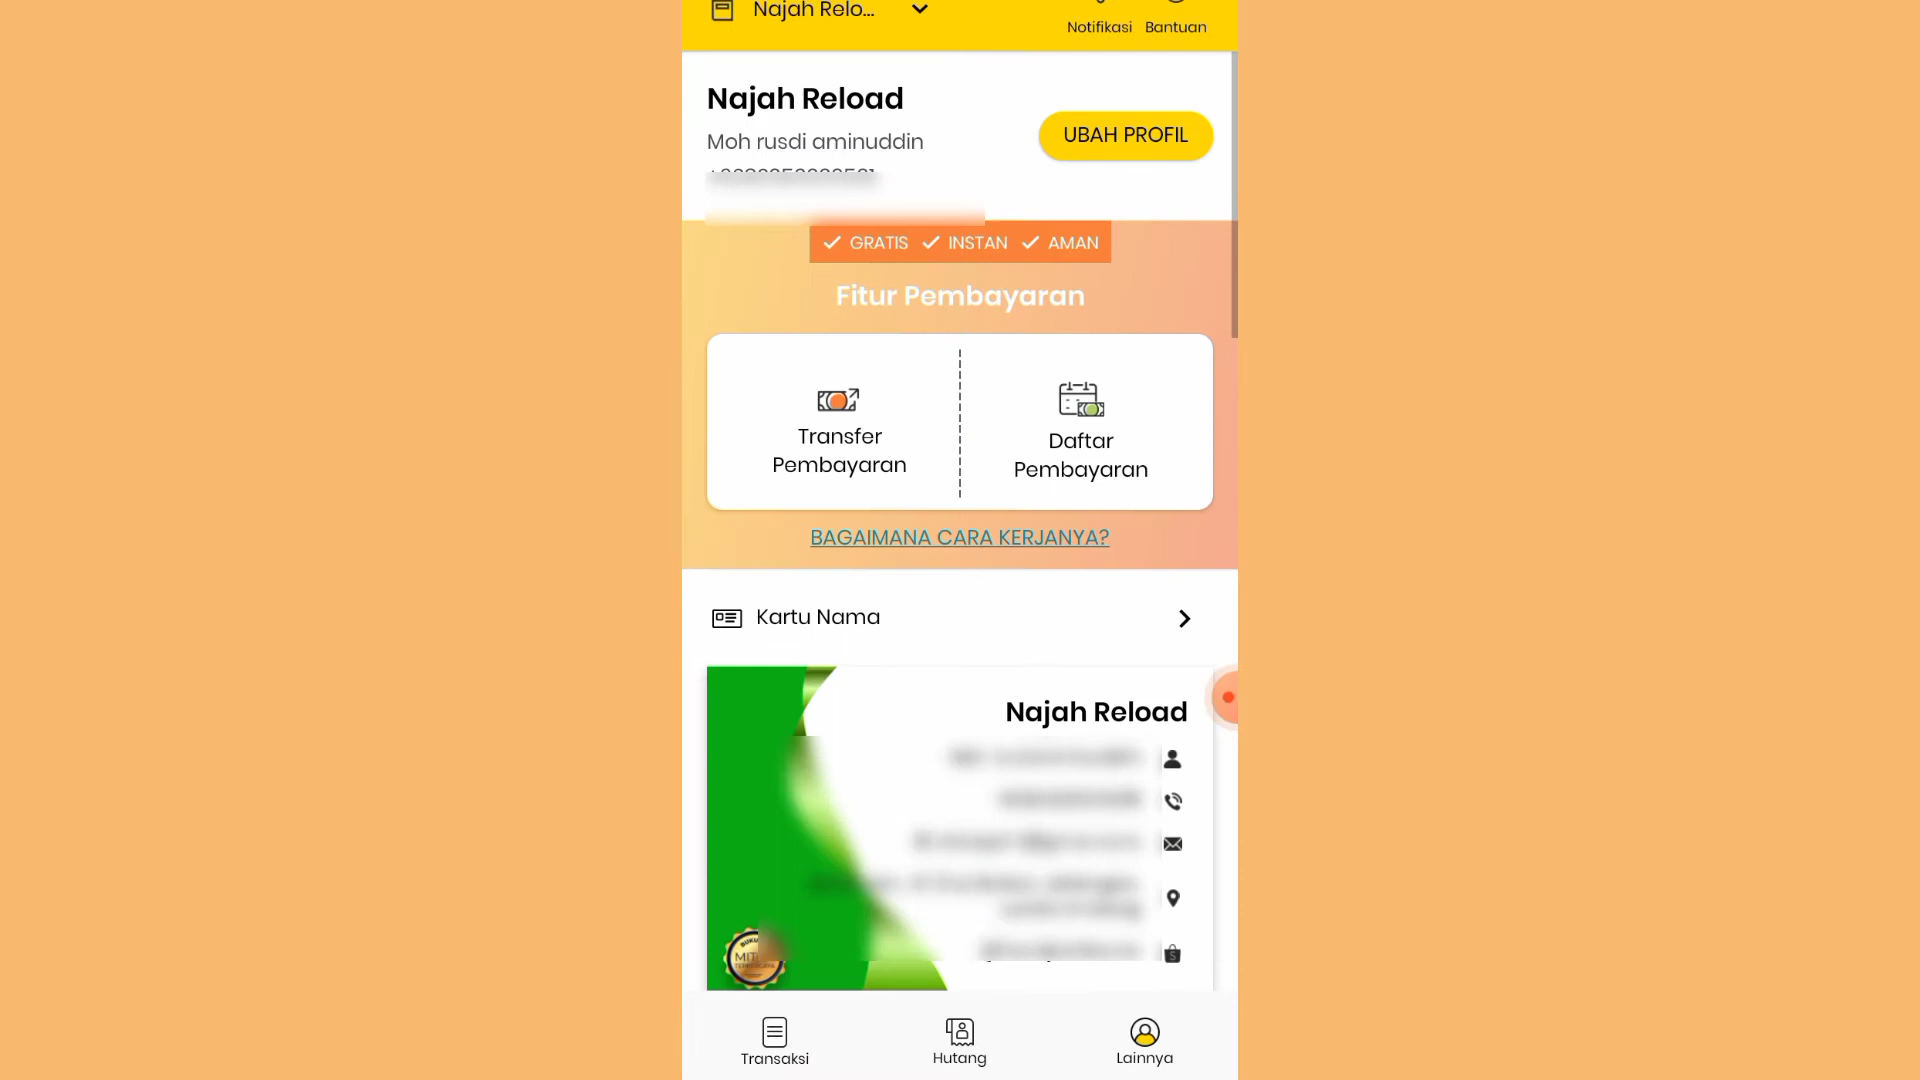 Najah Relo...
Notifikasi Bantuan
Najah Reload
Moh rusdi aminuddin
UBAH PROFIL
GRATIS INSTAN AMAN
Fitur Pembayaran
Transfer
Pembayaran
Daftar
Pembayaran
BAGAIMANA CARA KERJANYA?
Kartu Nama
Najah Reload
Transaksi
Hutang
Lainnya